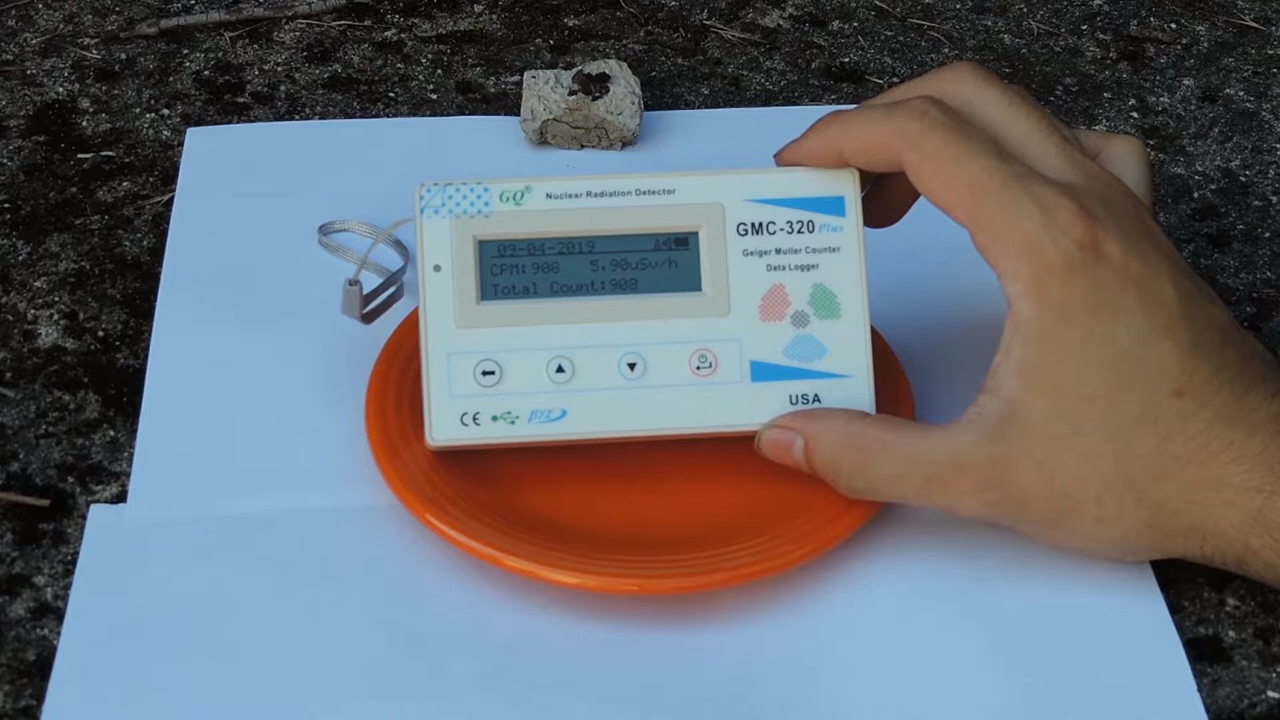 GQ® Nuclear Radiation Detector
09-04-2019
CPM:908 5.90uSv/h
Total Count:908
GMC-320 Plus
Geiger Muller Counter
Data Logger
CE
USA